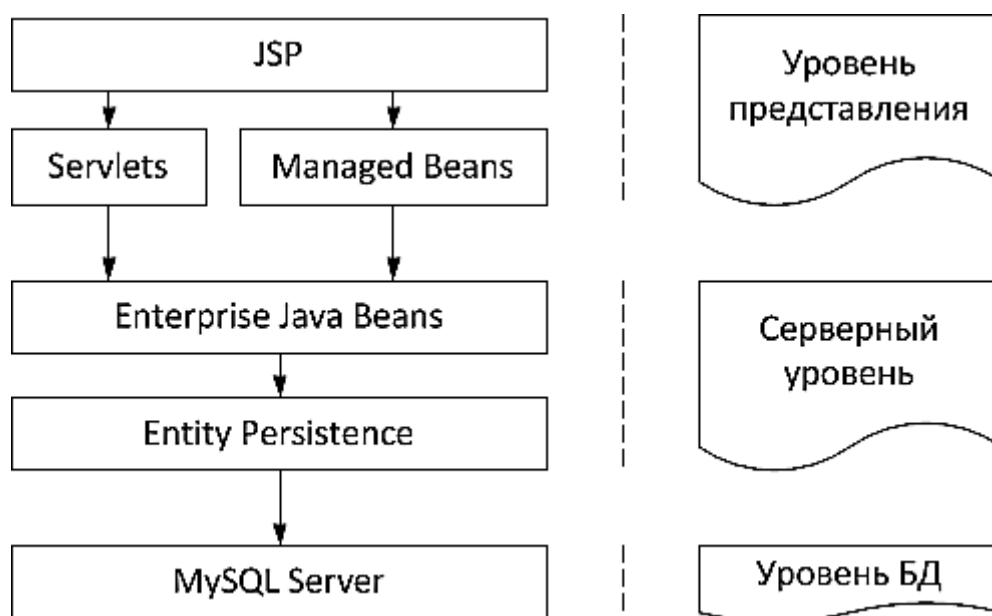 JSP
Уровень
представления
Servlets
Managed Beans
Enterprise Java Beans
Серверный
уровень
Entity Persistence
MySQL Server
Уровень БД